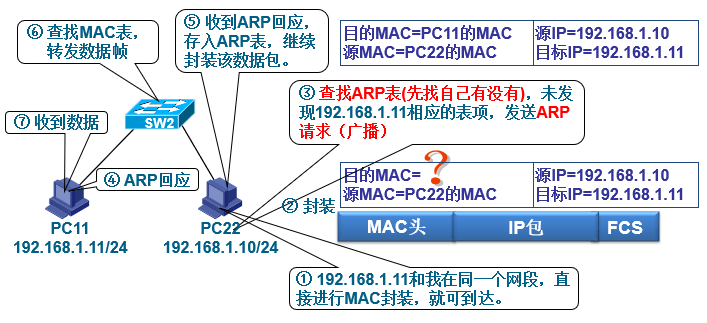 ⑥ 查找MAC表，
转发数据帧
⑤ 收到ARP回应，
存入ARP表，继续
封装该数据包。
目的MAC=PC11的MAC
源MAC=PC22的MAC
源IP=192.168.1.10
目标IP=192.168.1.11
③ 查找ARP表(先找自己有没有)，未发
现192.168.1.11相应的表项，发送ARP
请求（广播）
SW2
⑦ 收到数据
④ ARP回应
目的MAC=
?
源MAC=PC22的MAC
源IP=192.168.1.10
目标IP=192.168.1.11
② 封装
MAC头
IP包
FCS
PC11
192.168.1.11/24
PC22
192.168.1.10/24
① 192.168.1.11和我在同一个网段，直
接进行MAC封装，就可到达。